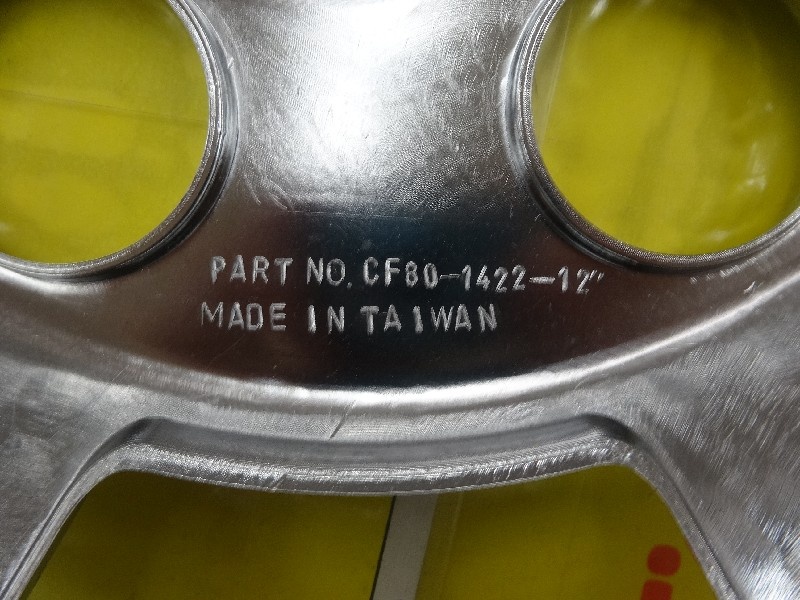 PART NO. CF80-1422-12"
MADE IN TAIWAN